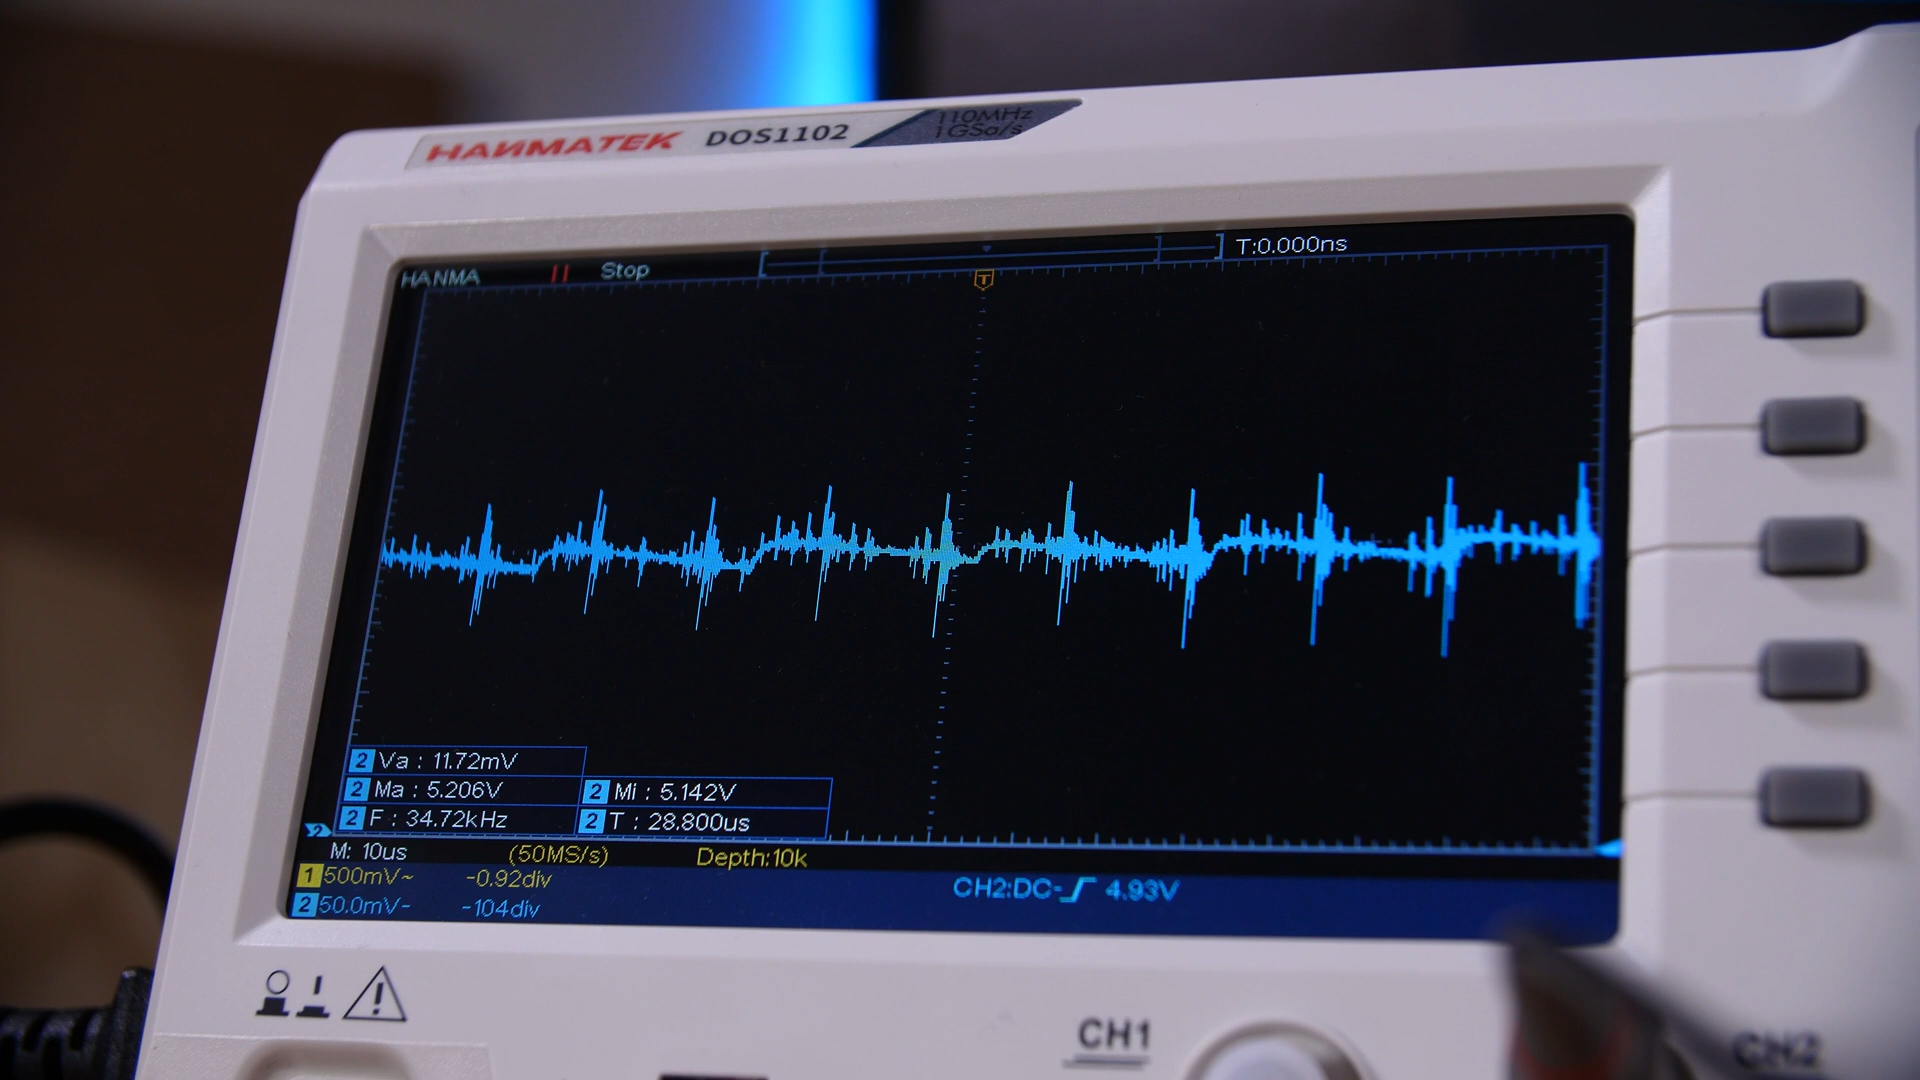 HANMATEK DOS1102 110MHz
1GSa/s
HANMA II Stop T:0.000ns
T
2 Va : 11.72mV
2 Ma : 5.206V 2 Mi : 5.142V
2 F : 34.72kHz 2 T : 28.800us
2
M: 10us (50MS/s) Depth:10k
1 500mV~ -0.92div
2 50.0mV- -104div
CH2:DC- 4.93V
CH1
CH2